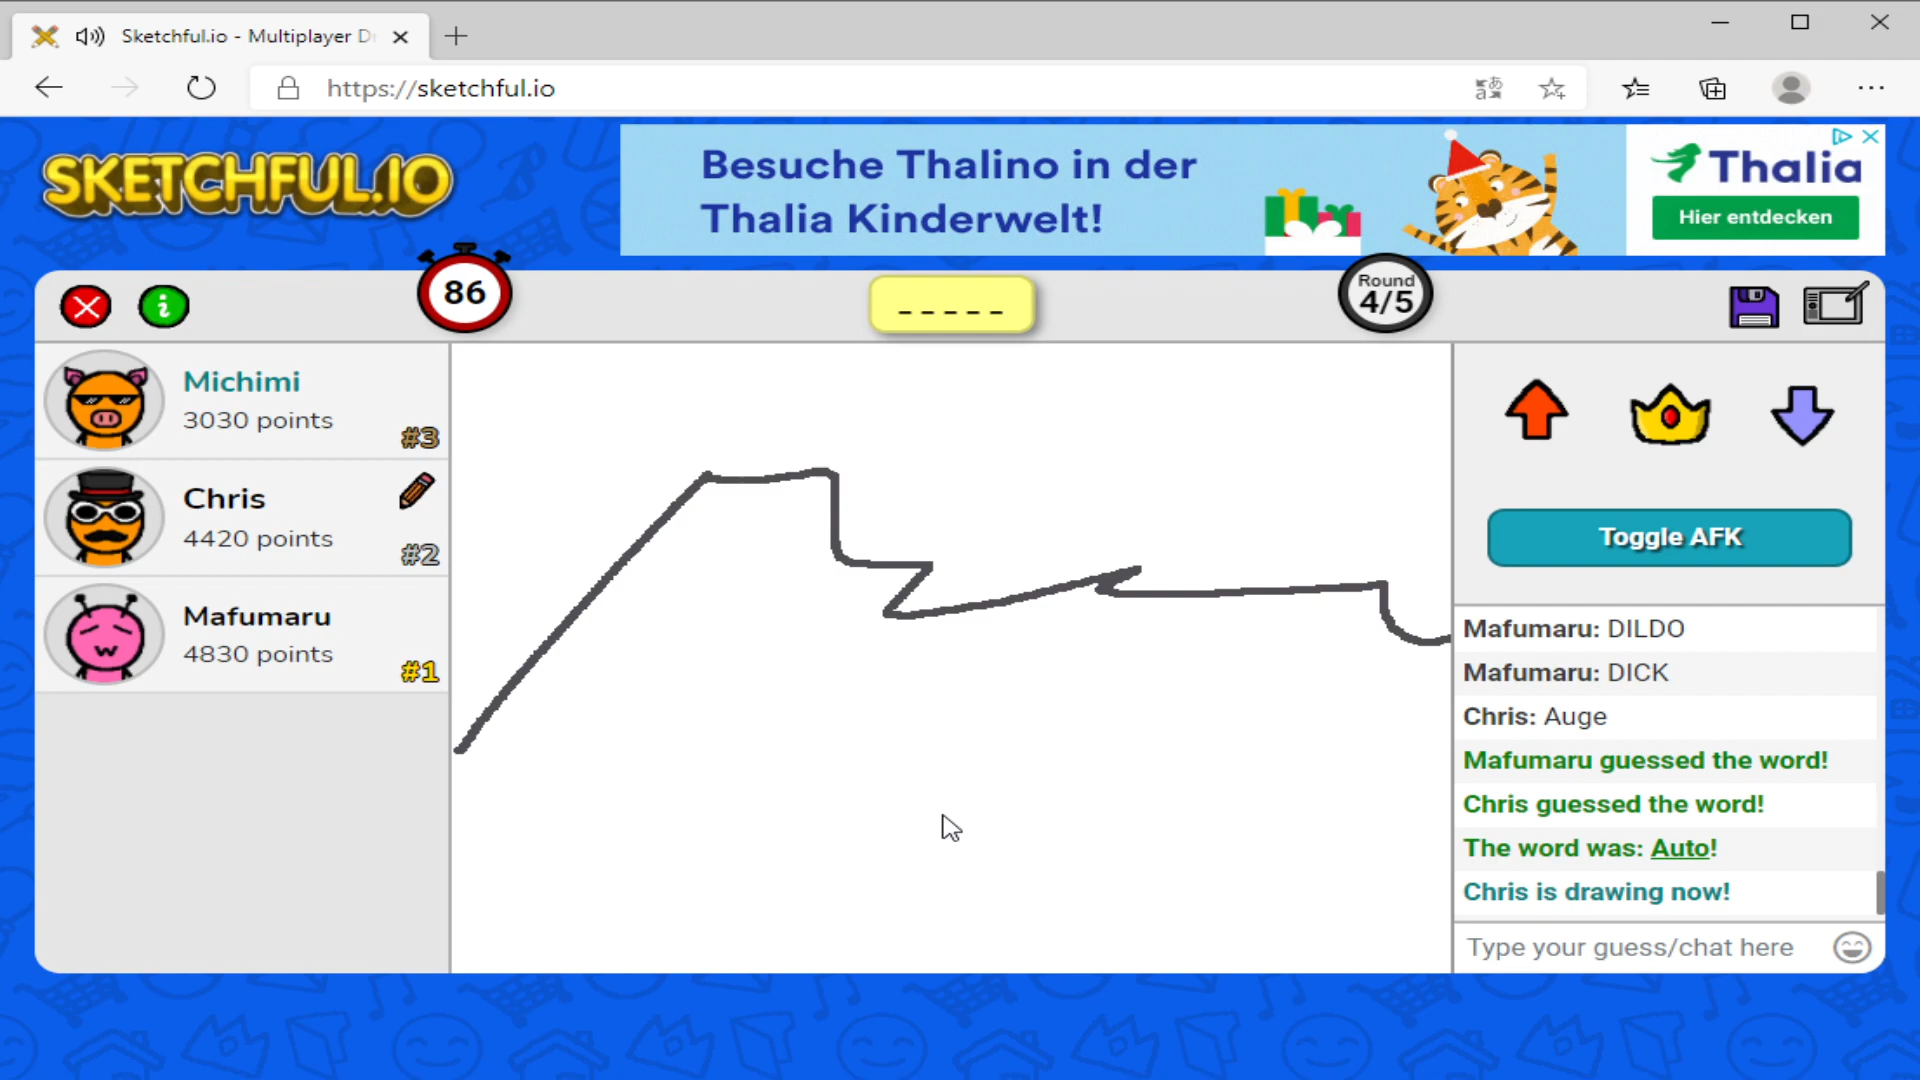 Sketchful.io - Multiplayer D
https://sketchful.io
SKETCHFUL.IO
Besuche Thalino in der
Thalia Kinderwelt!
Thalia
Hier entdecken
86
_ _ _ _ _
Round
4/5
Michimi
3030 points
#3
Chris
4420 points
#2
Mafumaru
4830 points
#1
Toggle AFK
Mafumaru: DILDO
Mafumaru: DICK
Chris: Auge
Mafumaru guessed the word!
Chris guessed the word!
The word was: Auto!
Chris is drawing now!
Type your guess/chat here